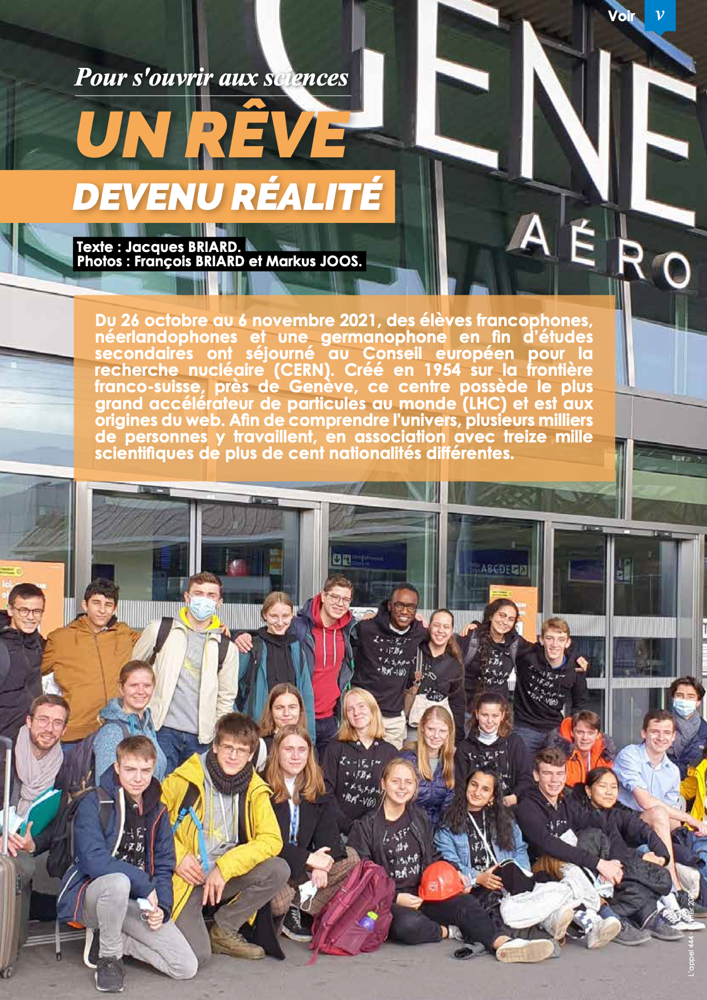 Voir
v
GENE
AÉRO
Pour s'ouvrir aux sciences
UN RÊVE
DEVENU RÉALITÉ
Texte : Jacques BRIARD.
Photos : François BRIARD et Markus JOOS.
Du 26 octobre au 6 novembre 2021, des élèves francophones,
néerlandophones et une germanophone en fin d’études
secondaires ont séjourné au Conseil européen pour la
recherche nucléaire (CERN). Créé en 1954 sur la frontière
franco-suisse, près de Genève, ce centre possède le plus
grand accélérateur de particules au monde (LHC) et est aux
origines du web. Afin de comprendre l'univers, plusieurs milliers
de personnes y travaillent, en association avec treize mille
scientifiques de plus de cent nationalités différentes.
ABCDE
L'appel 444 - Février 2022